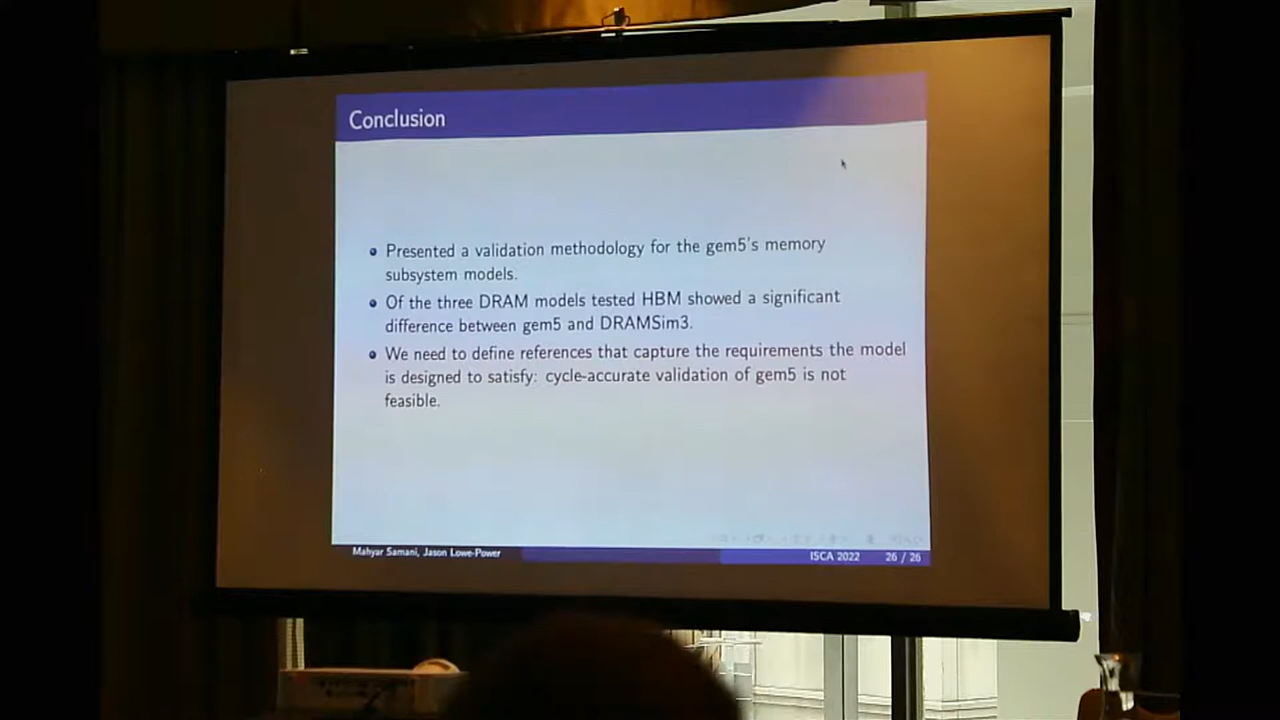 Conclusion
Presented a validation methodology for the gem5's memory
subsystem models.
Of the three DRAM models tested HBM showed a significant
difference between gem5 and DRAMSim3.
We need to define references that capture the requirements the model
is designed to satisfy: cycle-accurate validation of gem5 is not
feasible.
Mahyar Samani, Jason Lowe-Power
ISCA 2022
26 / 26